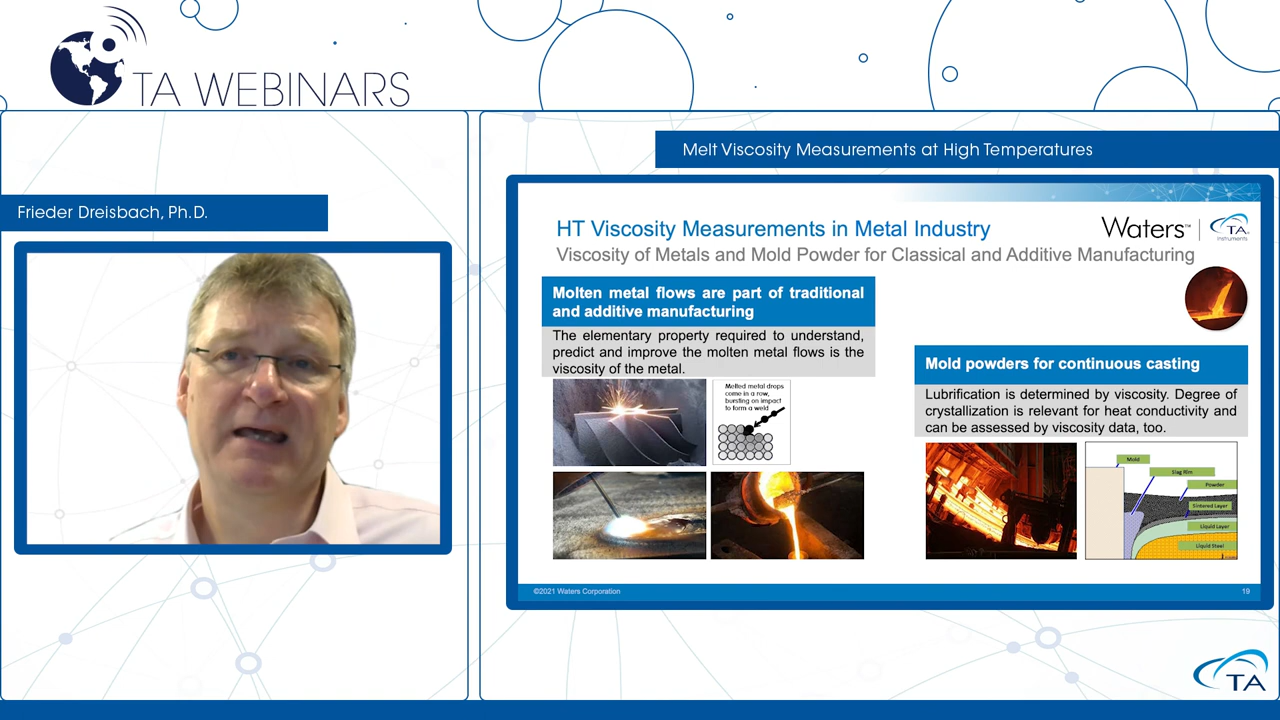 TA WEBINARS
Melt Viscosity Measurements at High Temperatures
Frieder Dreisbach, Ph.D.
HT Viscosity Measurements in Metal Industry
Viscosity of Metals and Mold Powder for Classical and Additive Manufacturing
Waters™
TA
Instruments
Molten metal flows are part of traditional
and additive manufacturing
The elementary property required to understand,
predict and improve the molten metal flows is the
viscosity of the metal.
Melted metal drops
come in a row,
bursting on impact
to form a weld
Mold powders for continuous casting
Lubrification is determined by viscosity. Degree of
crystallization is relevant for heat conductivity and
can be assessed by viscosity data, too.
Mold
Slag Rim
Powder
Sintered Layer
Liquid Layer
Liquid Steel
©2021 Waters Corporation
19
TA